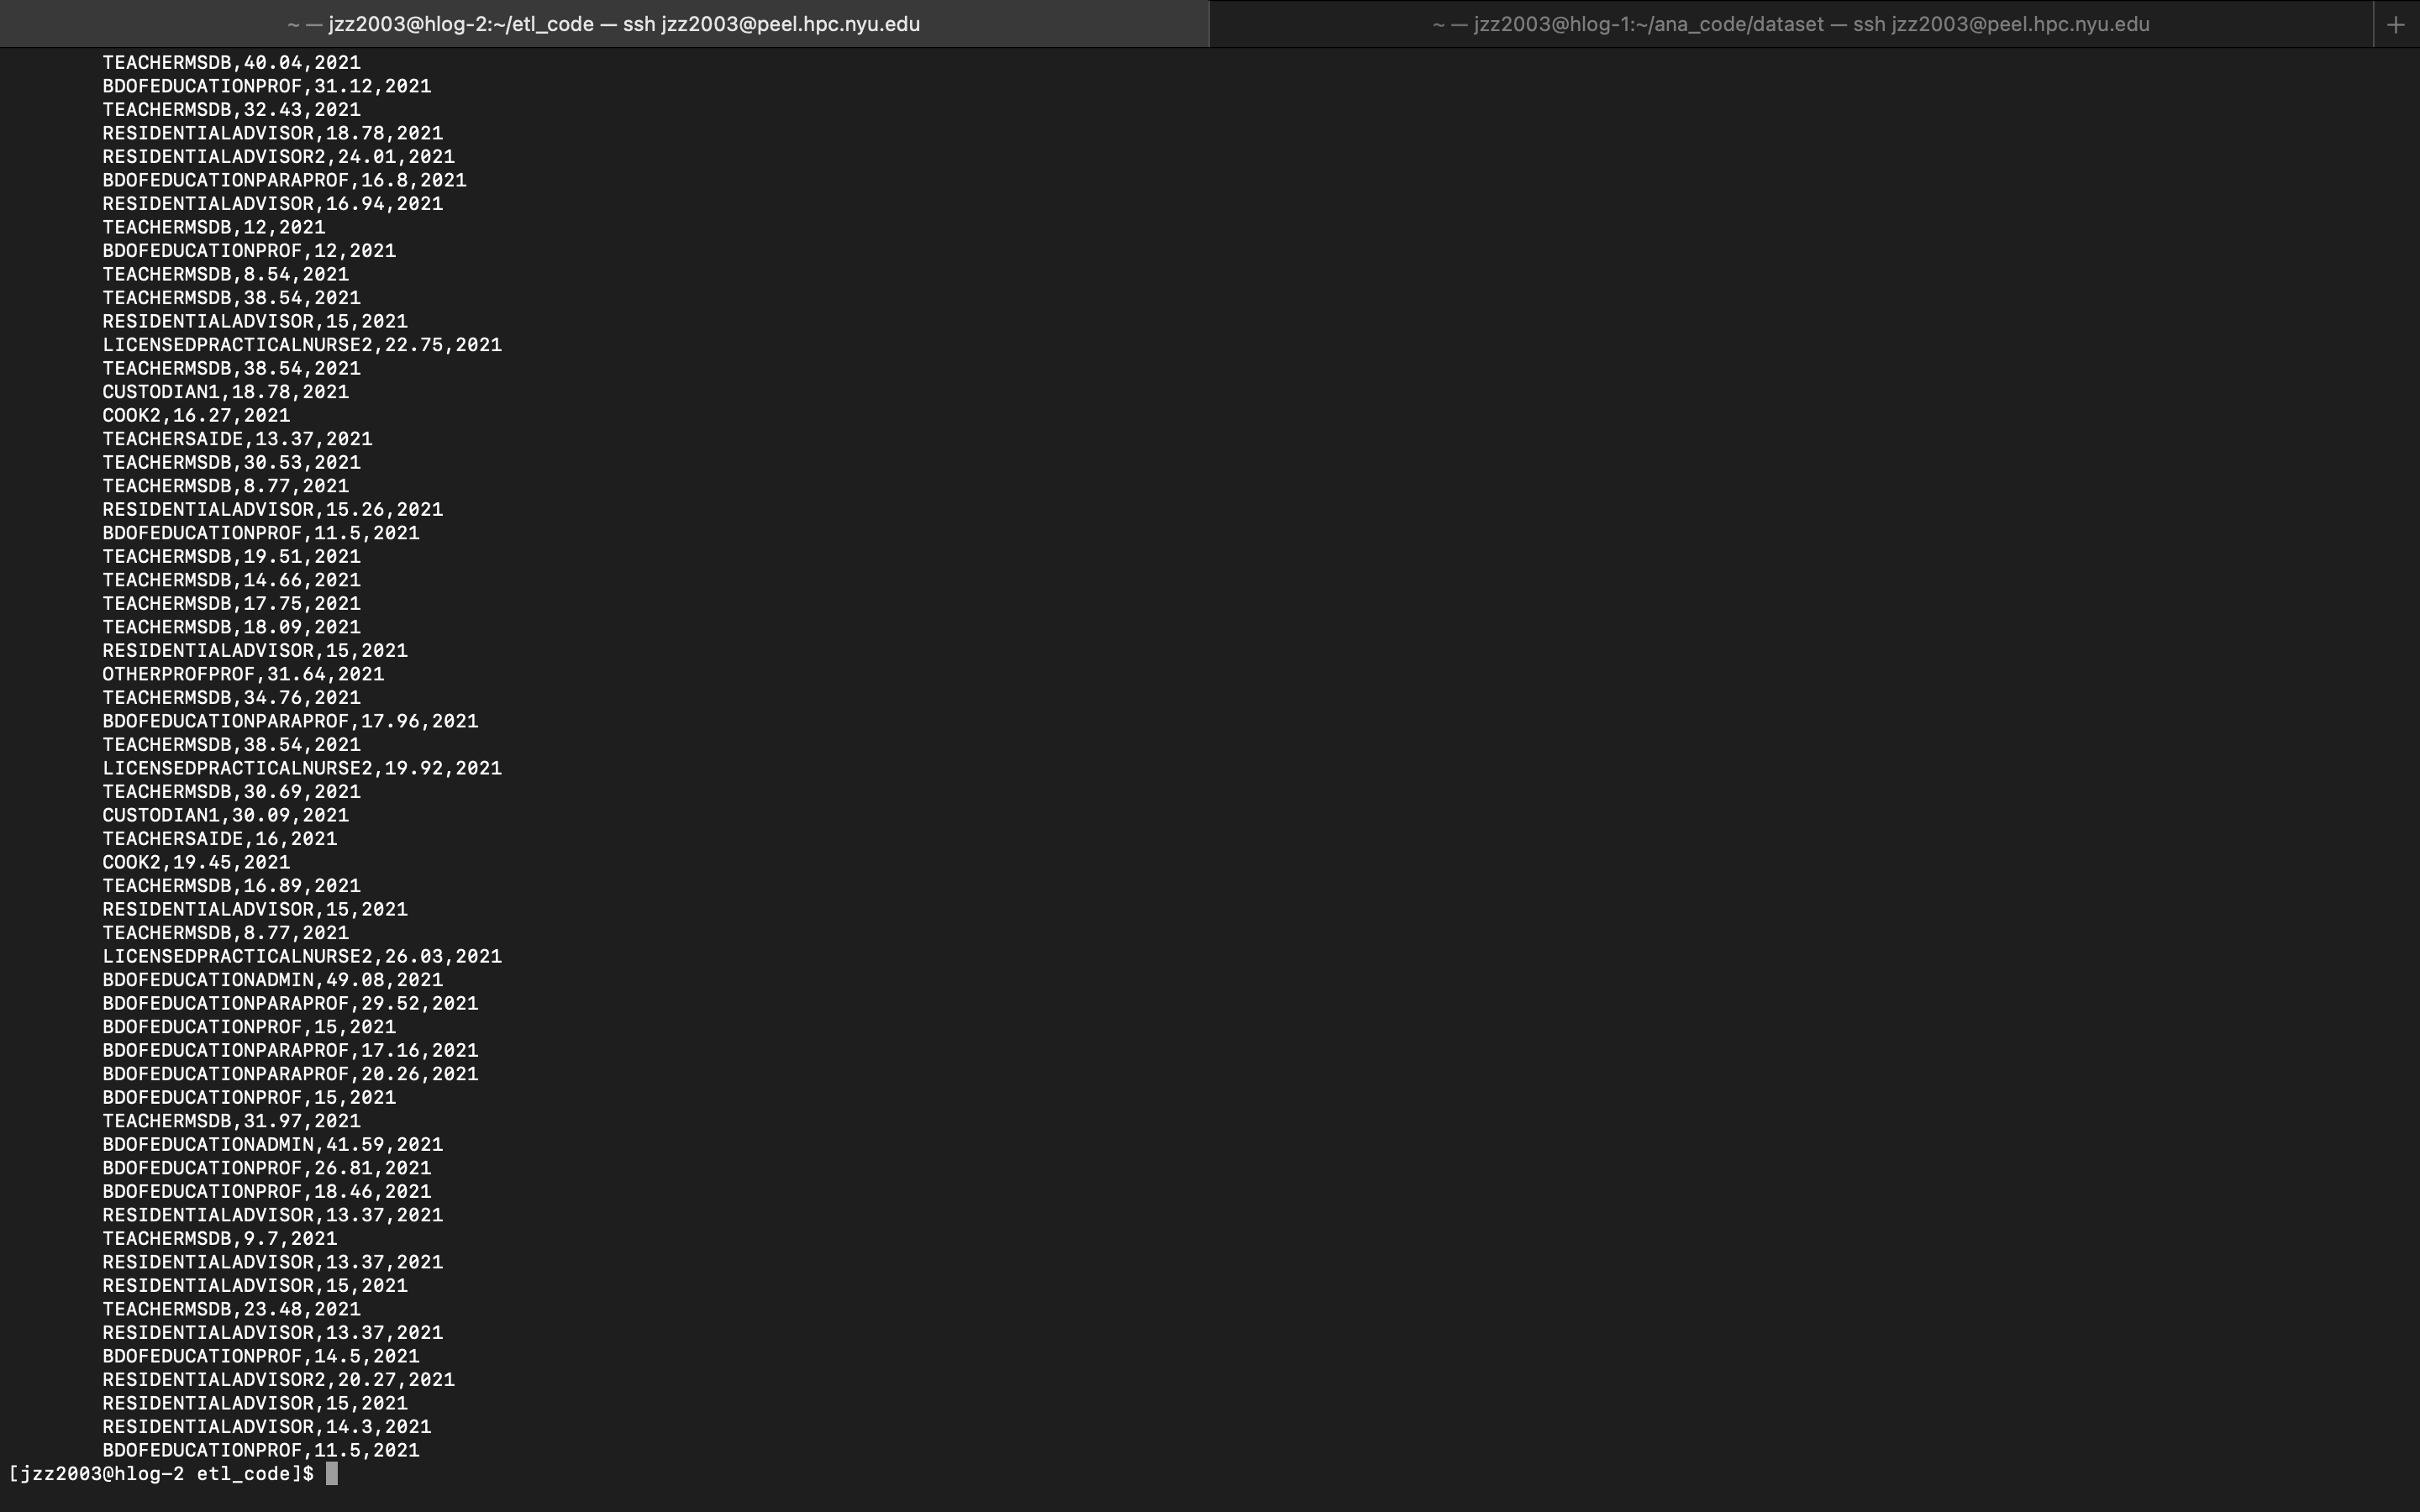 ~ — jzz2003@hlog-2:~/etl_code — ssh jzz2003@peel.hpc.nyu.edu
~ — jzz2003@hlog-1:~/ana_code/dataset — ssh jzz2003@peel.hpc.nyu.edu
+
TEACHERMSDB,40.04,2021
BDOFEDUCATIONPROF,31.12,2021
TEACHERMSDB,32.43,2021
RESIDENTIALADVISOR,18.78,2021
RESIDENTIALADVISOR2,24.01,2021
BDOFEDUCATIONPARAPROF,16.8,2021
RESIDENTIALADVISOR,16.94,2021
TEACHERMSDB,12,2021
BDOFEDUCATIONPROF,12,2021
TEACHERMSDB,8.54,2021
TEACHERMSDB,38.54,2021
RESIDENTIALADVISOR,15,2021
LICENSEDPRACTICALNURSE2,22.75,2021
TEACHERMSDB,38.54,2021
CUSTODIAN1,18.78,2021
COOK2,16.27,2021
TEACHERSAIDE,13.37,2021
TEACHERMSDB,30.53,2021
TEACHERMSDB,8.77,2021
RESIDENTIALADVISOR,15.26,2021
BDOFEDUCATIONPROF,11.5,2021
TEACHERMSDB,19.51,2021
TEACHERMSDB,14.66,2021
TEACHERMSDB,17.75,2021
TEACHERMSDB,18.09,2021
RESIDENTIALADVISOR,15,2021
OTHERPROFPROF,31.64,2021
TEACHERMSDB,34.76,2021
BDOFEDUCATIONPARAPROF,17.96,2021
TEACHERMSDB,38.54,2021
LICENSEDPRACTICALNURSE2,19.92,2021
TEACHERMSDB,30.69,2021
CUSTODIAN1,30.09,2021
TEACHERSAIDE,16,2021
COOK2,19.45,2021
TEACHERMSDB,16.89,2021
RESIDENTIALADVISOR,15,2021
TEACHERMSDB,8.77,2021
LICENSEDPRACTICALNURSE2,26.03,2021
BDOFEDUCATIONADMIN,49.08,2021
BDOFEDUCATIONPARAPROF,29.52,2021
BDOFEDUCATIONPROF,15,2021
BDOFEDUCATIONPARAPROF,17.16,2021
BDOFEDUCATIONPARAPROF,20.26,2021
BDOFEDUCATIONPROF,15,2021
TEACHERMSDB,31.97,2021
BDOFEDUCATIONADMIN,41.59,2021
BDOFEDUCATIONPROF,26.81,2021
BDOFEDUCATIONPROF,18.46,2021
RESIDENTIALADVISOR,13.37,2021
TEACHERMSDB,9.7,2021
RESIDENTIALADVISOR,13.37,2021
RESIDENTIALADVISOR,15,2021
TEACHERMSDB,23.48,2021
RESIDENTIALADVISOR,13.37,2021
BDOFEDUCATIONPROF,14.5,2021
RESIDENTIALADVISOR2,20.27,2021
RESIDENTIALADVISOR,15,2021
RESIDENTIALADVISOR,14.3,2021
BDOFEDUCATIONPROF,11.5,2021
[jzz2003@hlog-2 etl_code]$